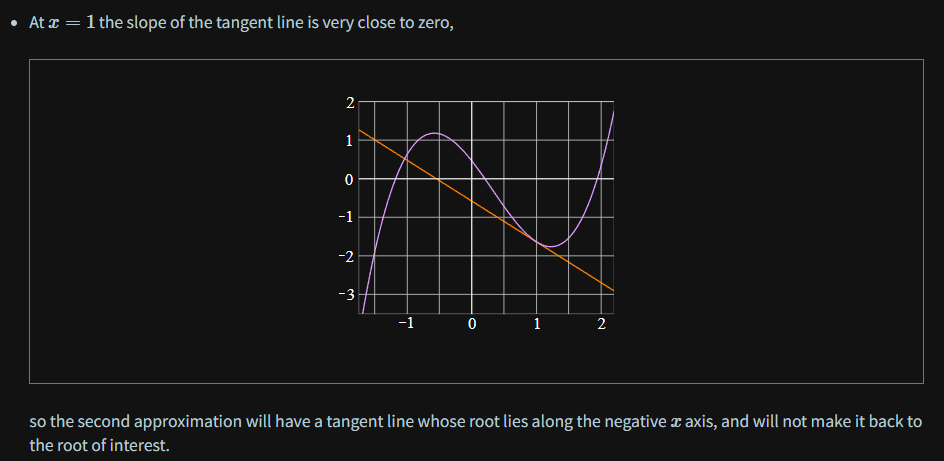 • At x = 1 the slope of the tangent line is very close to zero,
2
1
0
-1
-2
-3
-1 0 1 2
so the second approximation will have a tangent line whose root lies along the negative x axis, and will not make it back to
the root of interest.